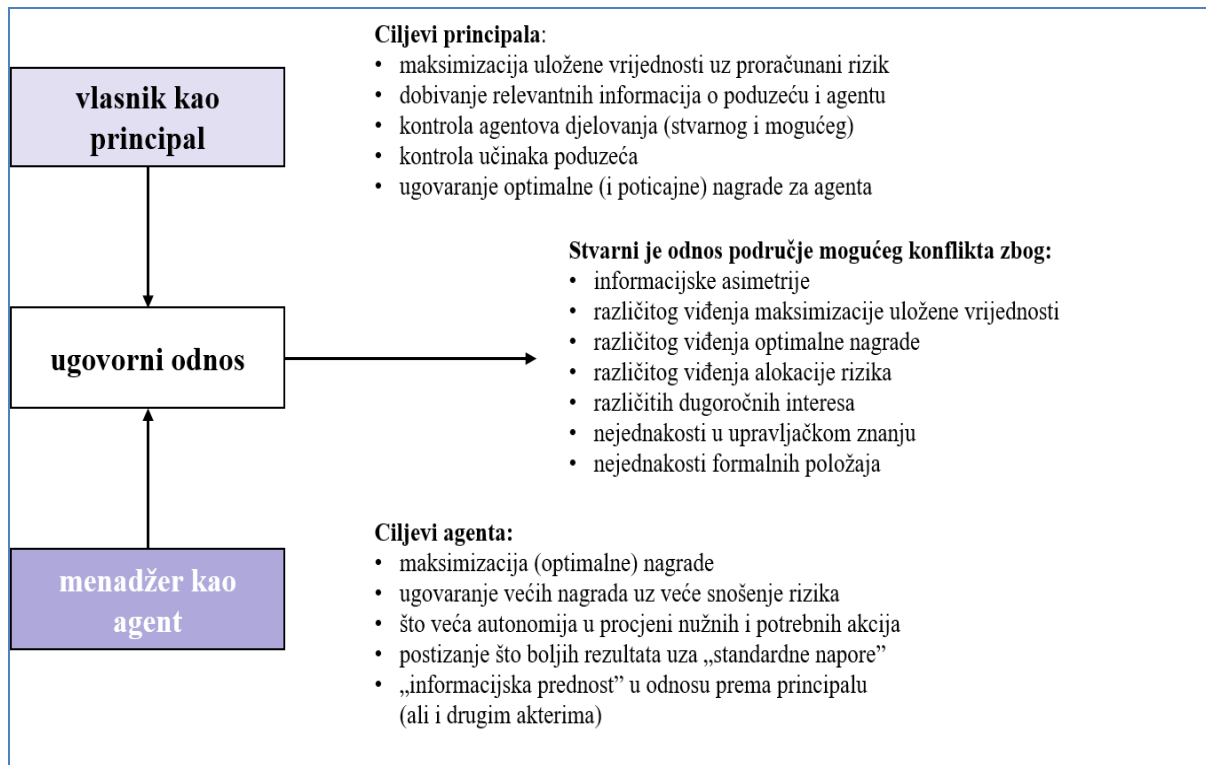 vlasnik kao
principal
Ciljevi principala:
• maksimizacija uložene vrijednosti uz proračunani rizik
• dobivanje relevantnih informacija o poduzeću i agentu
• kontrola agentova djelovanja (stvarnog i mogućeg)
• kontrola učinaka poduzeća
• ugovaranje optimalne (i poticajne) nagrade za agenta
ugovorni odnos
Stvarni je odnos područje mogućeg konflikta zbog:
• informacijske asimetrije
• različitog viđenja maksimizacije uložene vrijednosti
• različitog viđenja optimalne nagrade
• različitog viđenja alokacije rizika
• različitih dugoročnih interesa
• nejednakosti u upravljačkom znanju
• nejednakosti formalnih položaja
menadžer kao
agent
Ciljevi agenta:
• maksimizacija (optimalne) nagrade
• ugovaranje većih nagrada uz veće snošenje rizika
• što veća autonomija u procjeni nužnih i potrebnih akcija
• postizanje što boljih rezultata uza „standardne napore”
• „informacijska prednost” u odnosu prema principalu
(ali i drugim akterima)